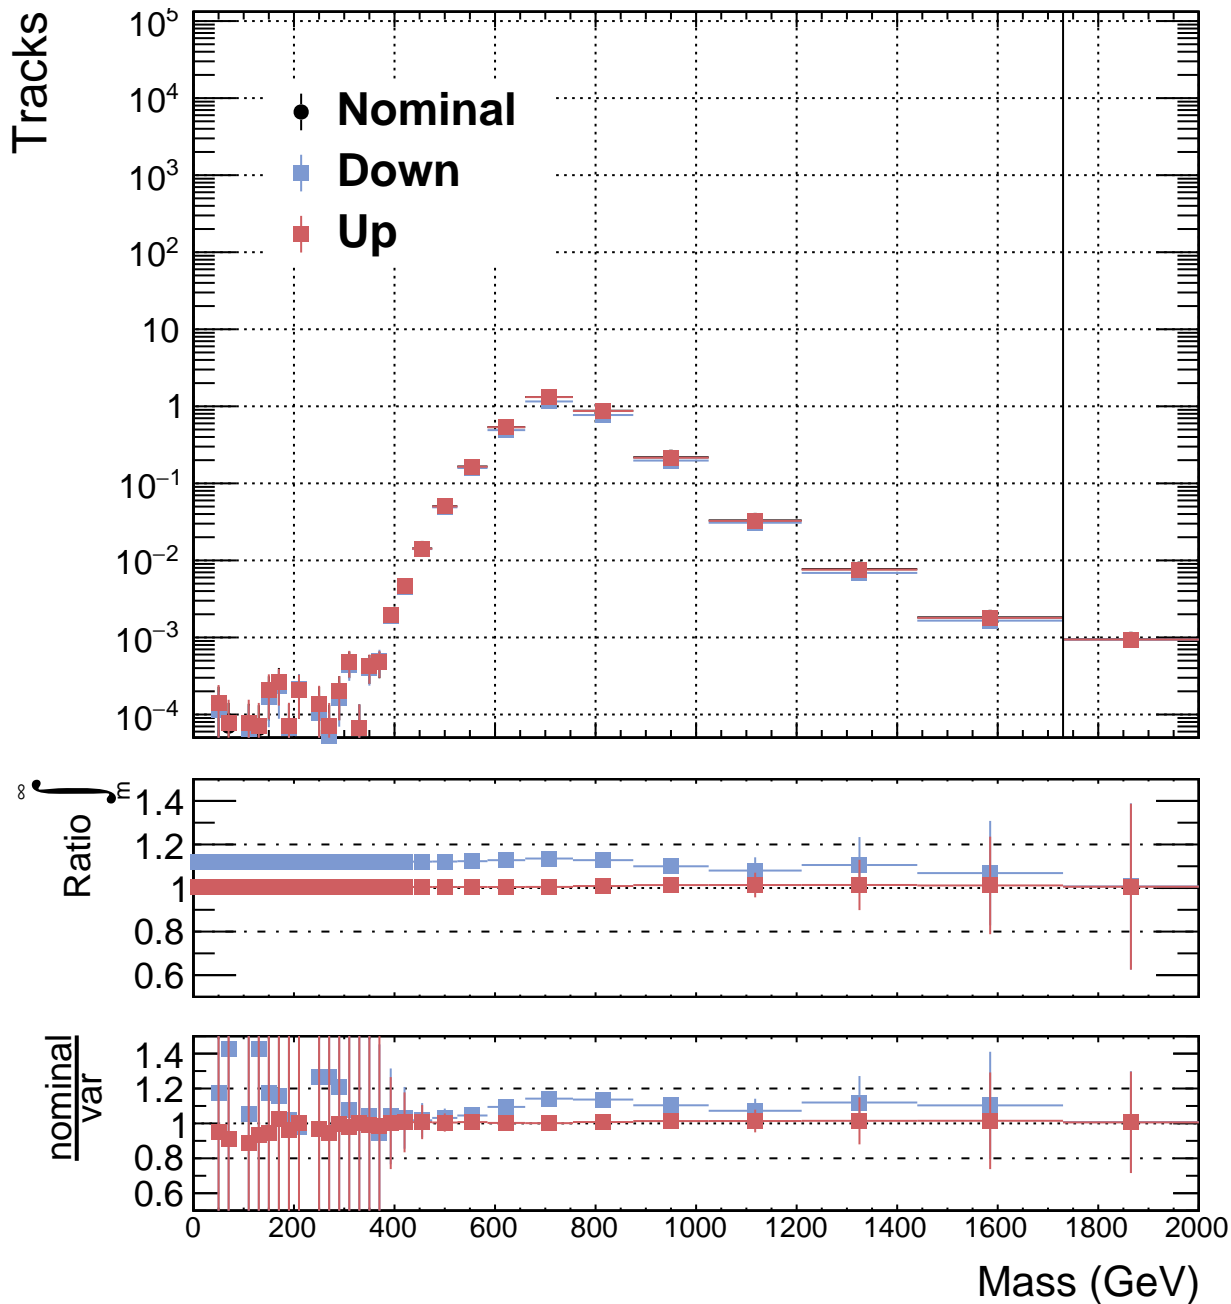 Tracks
10⁵
10⁴
10³
10²
10
1
10⁻¹
10⁻²
10⁻³
10⁻⁴
Nominal
Down
Up
Ratio ∫ m ∞
1.4
1.2
1
0.8
0.6
nominal
var
1.4
1.2
1
0.8
0.6
0 200 400 600 800 1000 1200 1400 1600 1800 2000
Mass (GeV)